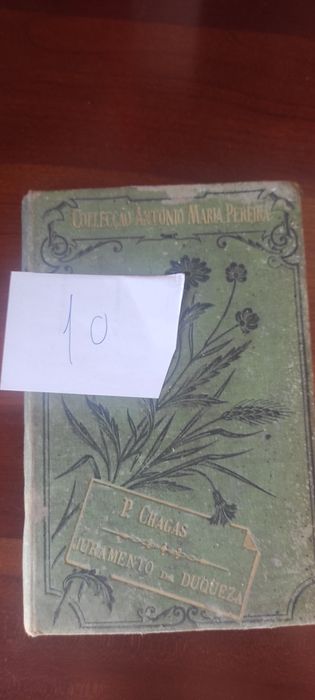 COLLECÇÃO ANTONIO MARIA PEREIRA
10
P. CHAGAS
JURAMENTO DA DUQUEZA